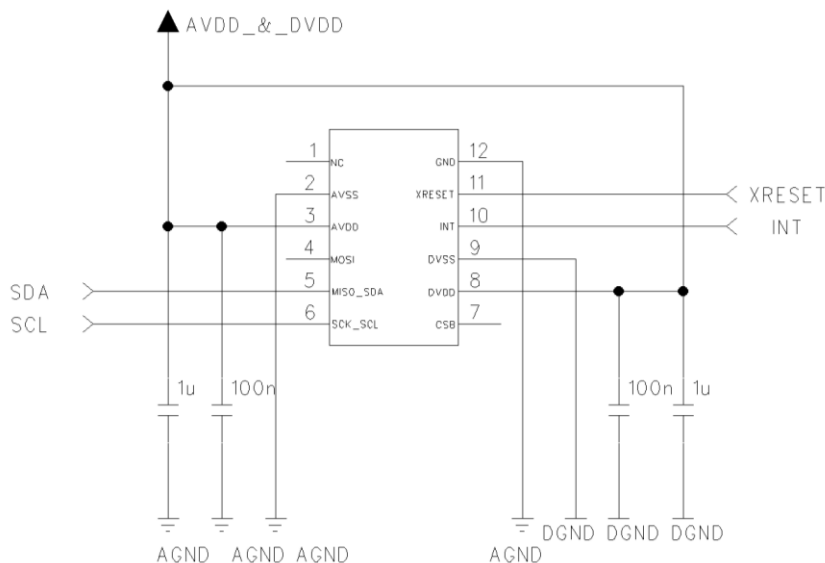 AVDD_&_DVDD
1 NC GND 12
2 AVSS XRESET 11 XRESET
3 AVDD INT 10 INT
4 MOSI DVSS 9
SDA 5 MISO_SDA DVDD 8
SCL 6 SCK_SCL CSB 7
1u 100n 100n 1u
DGND DGND DGND
AGND AGND AGND AGND